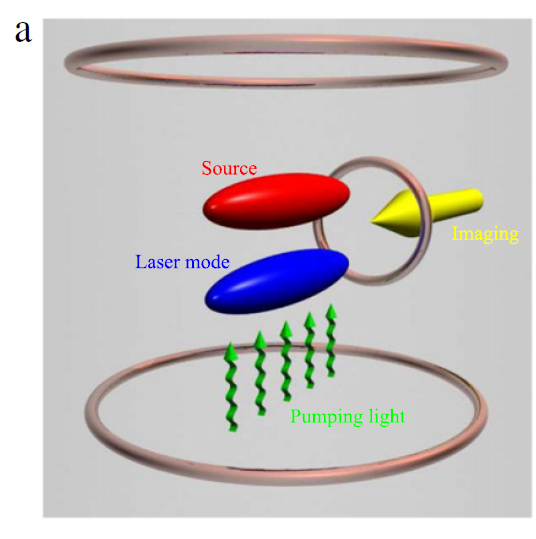 a
Source
Imaging
Laser mode
Pumping light